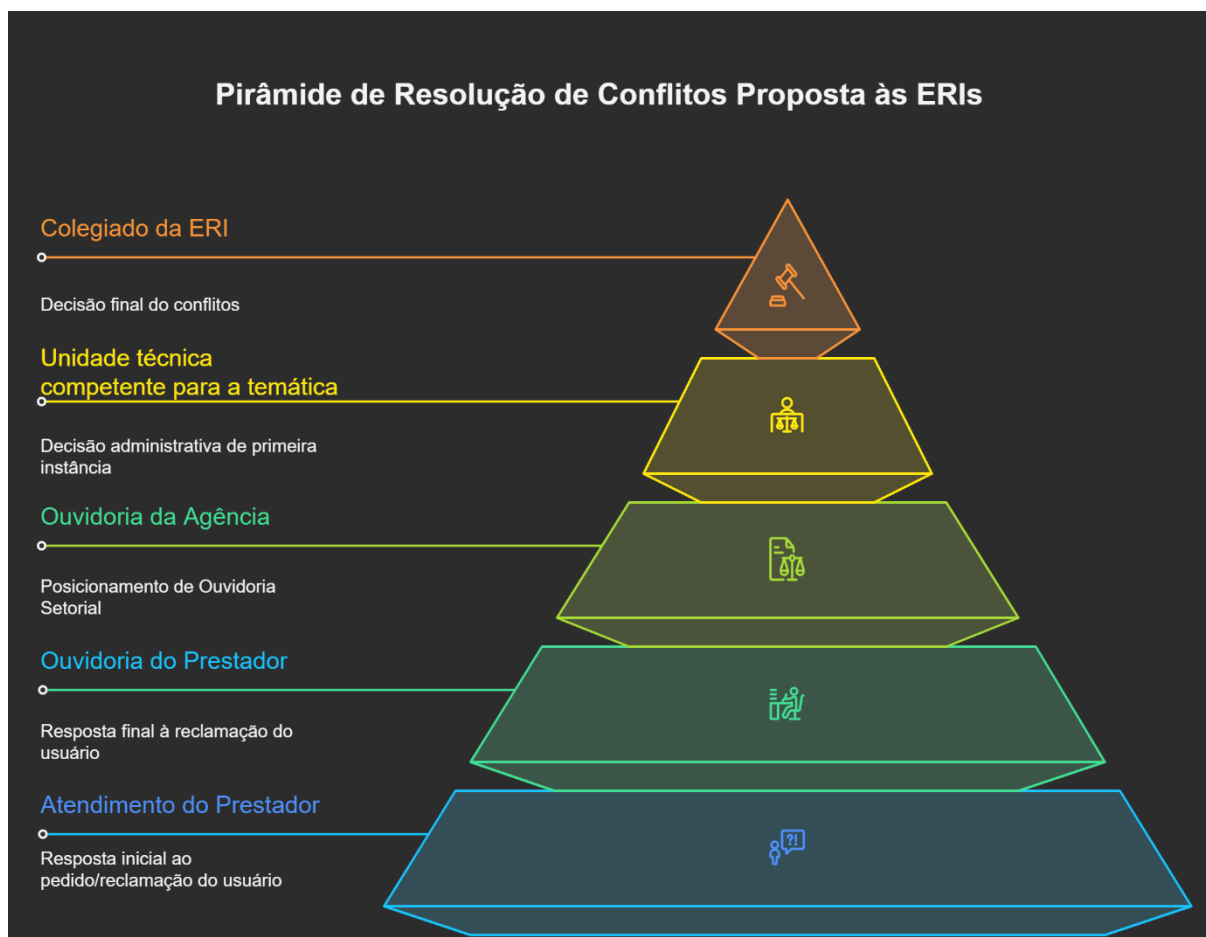 Pirâmide de Resolução de Conflitos Proposta às ERIs
Colegiado da ERI
Decisão final do conflitos
Unidade técnica
competente para a temática
Decisão administrativa de primeira
instância
Ouvidoria da Agência
Posicionamento de Ouvidoria
Setorial
Ouvidoria do Prestador
Resposta final à reclamação do
usuário
Atendimento do Prestador
?!
Resposta inicial ao
pedido/reclamação do usuário